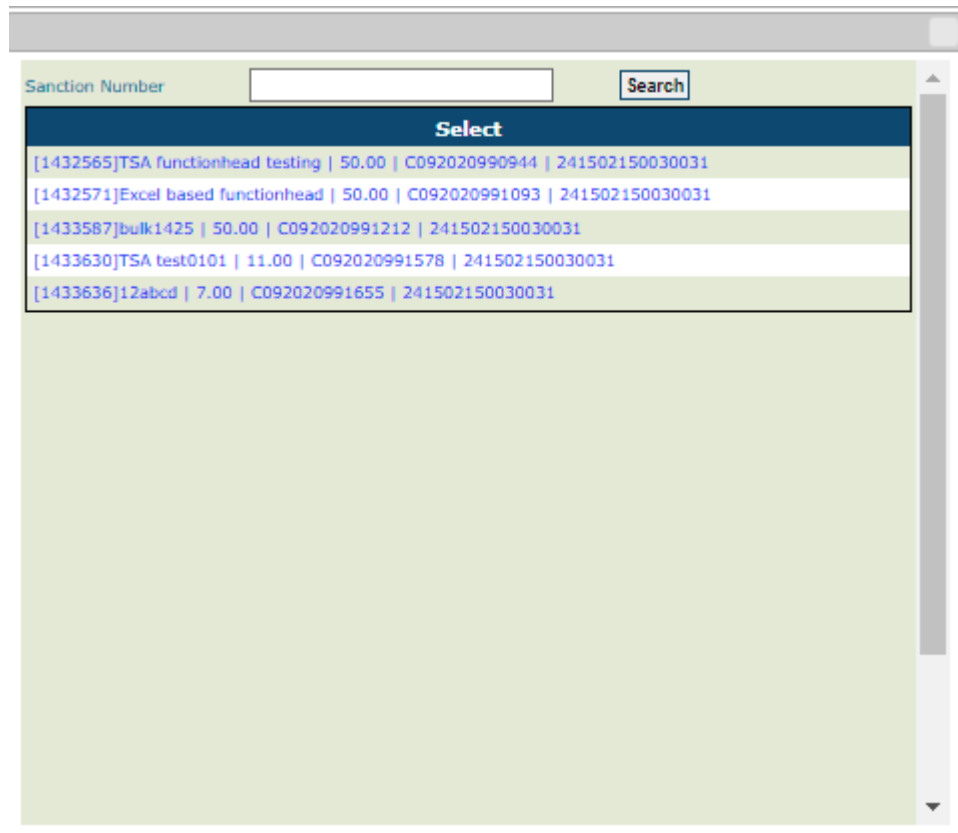 Sanction Number Search
Select
[1432565]TSA functionhead testing | 50.00 | C092020990944 | 241502150030031
[1432571]Excel based functionhead | 50.00 | C092020991093 | 241502150030031
[1433587]bulk1425 | 50.00 | C092020991212 | 241502150030031
[1433630]TSA test0101 | 11.00 | C092020991578 | 241502150030031
[1433636]12abcd | 7.00 | C092020991655 | 241502150030031